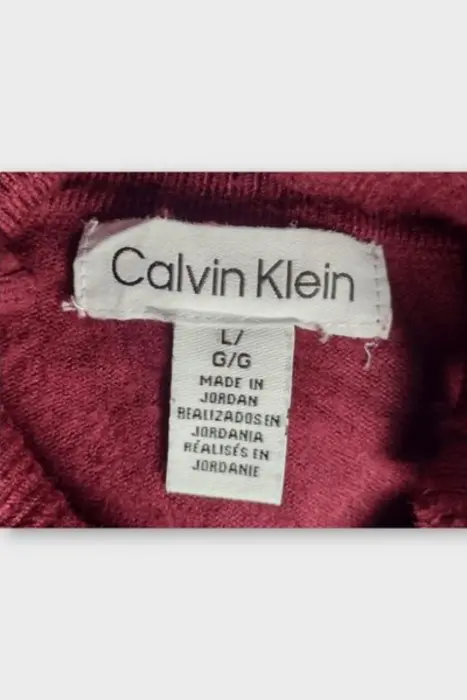 Calvin Klein
L/
G/G
MADE IN
JORDAN
REALIZADOS EN
JORDANIA
RÉALISÉS EN
JORDANIE